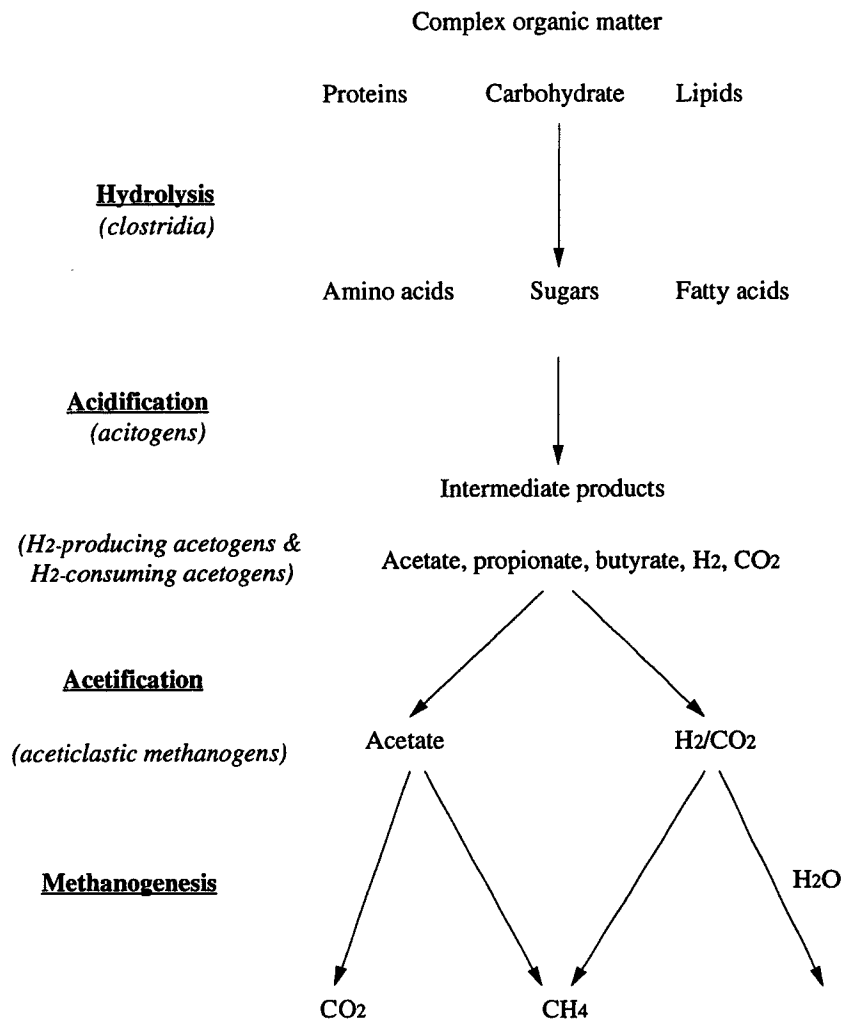 Complex organic matter
Proteins Carbohydrate Lipids
Hydrolysis
(clostridia)
Amino acids Sugars Fatty acids
Acidification
(acitogens)
Intermediate products
(H2-producing acetogens &
H2-consuming acetogens)
Acetate, propionate, butyrate, H2, CO2
Acetification
(aceticlastic methanogens)
Acetate H2/CO2
Methanogenesis
H2O
CO2 CH4